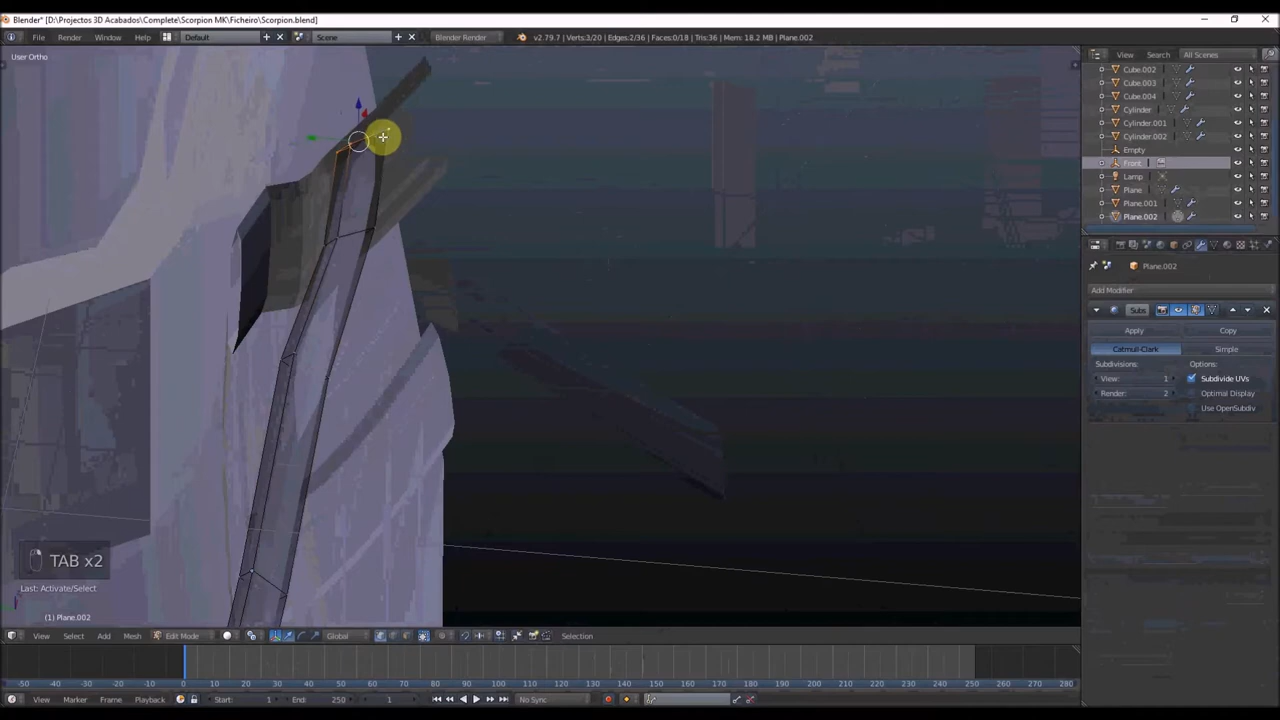 Blender* [D:\Projectos 3D Acabados\Complete\Scorpion MK\Ficheiro\Scorpion.blend]
File Render Window Help Default Scene Blender Render v2.79.7 | Verts:3/20 | Edges:2/36 | Faces:0/18 | Tris:36 | Mem: 18.2 MB | Plane.002
User Ortho
View Search All Scenes
Cube.002
Cube.003
Cube.004
Cylinder
Cylinder.001
Cylinder.002
Empty
Front
Lamp
Plane
Plane.001
Plane.002
Plane.002
Add Modifier
Subs
Apply Copy
Catmull-Clark Simple
Subdivisions: Options:
View: 1 Subdivide UVs
Render: 2 Optimal Display
Use OpenSubdiv
TAB x2
Last: Activate/Select
(1) Plane.002
View Select Add Mesh Edit Mode Global Selection
-50 -40 -30 -20 -10 0 10 20 30 40 50 60 70 80 90 100 110 120 130 140 150 160 170 180 190 200 210 220 230 240 250 260 270 280
View Marker Frame Playback Start: 1 End: 250 1 No Sync